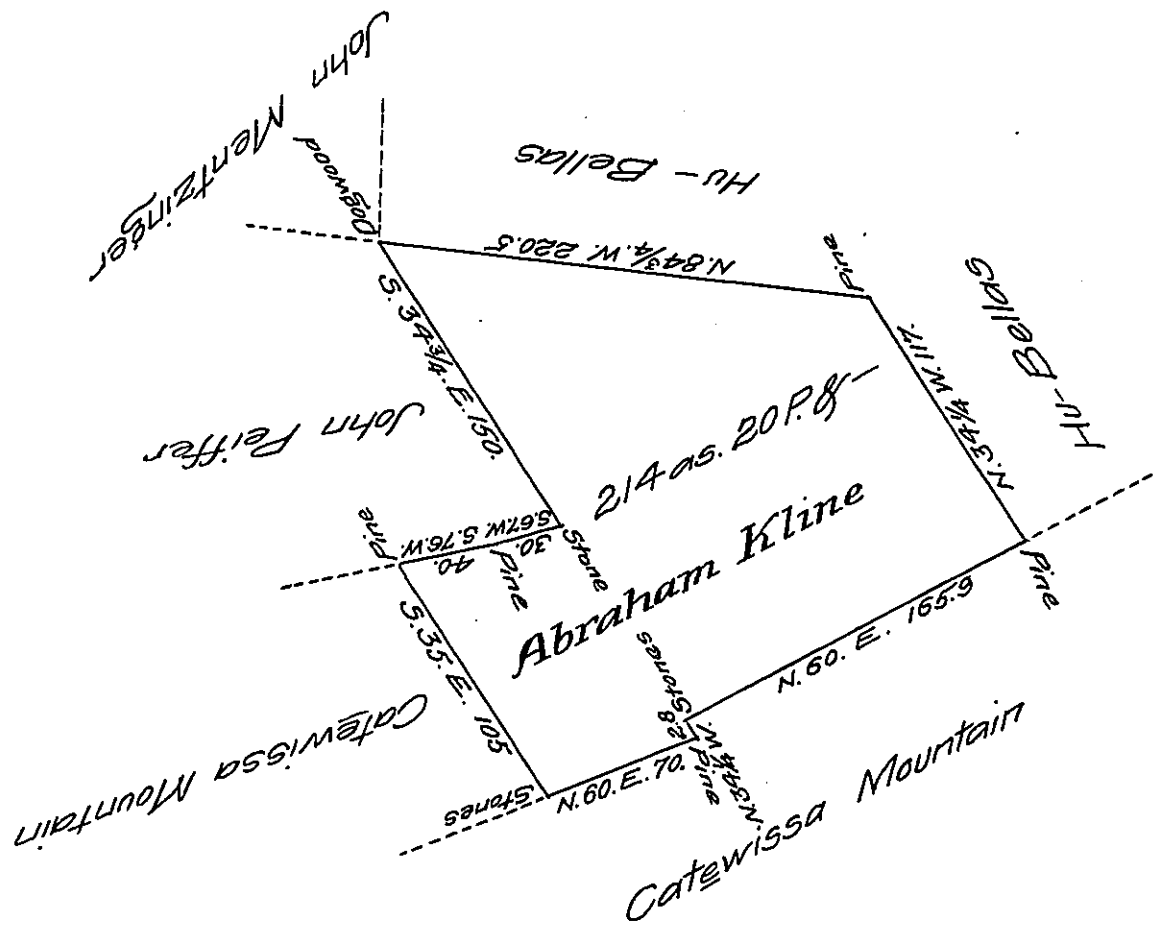 John
Mentzinger
Dogwood
Hu-Bellas
N.84¾.W. 220.5
Pine
Hu-Bellas
S. 34¾. E. 150.
N.34¼ W. 117.
John Peiffer
214 as. 20 P. &
Abraham Kline
Pine
S.76.W.
40.
S.67.W.
30.
Pine
Stone
Stones
S. 35. E. 105
N. 60. E. 165.9
Pine
2.8
N.34¼ W.
Pine
N. 60. E. 70.
Stones
Catewissa Mountain
Catewissa Mountain